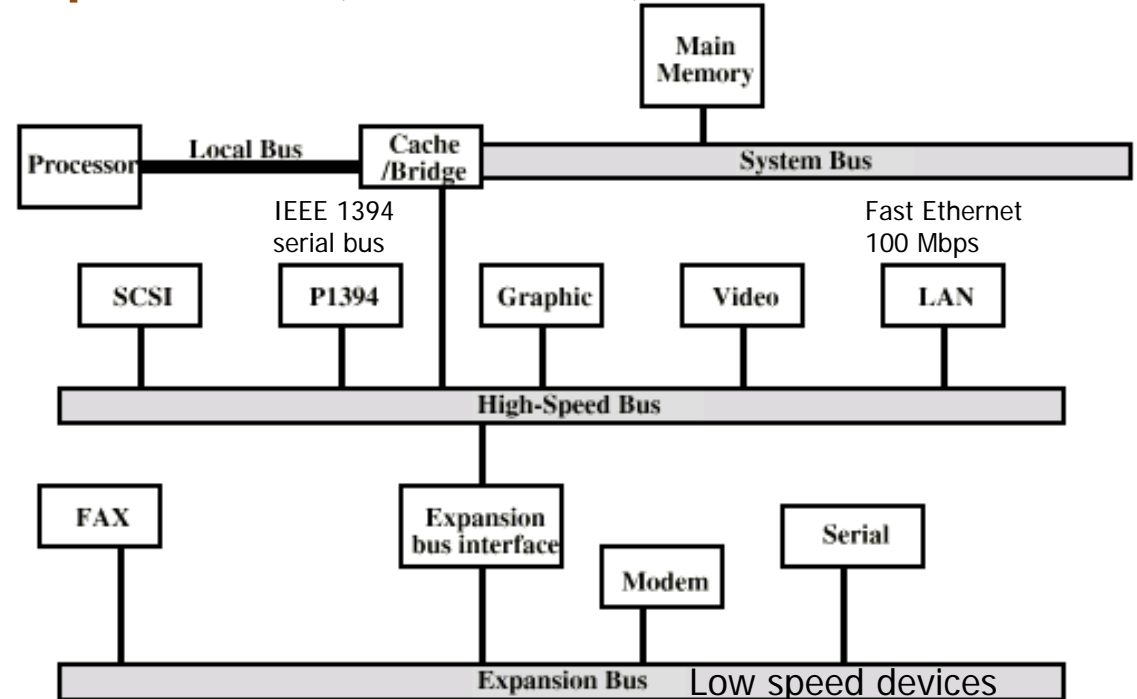 Main
Memory
Processor
Local Bus
Cache
/Bridge
System Bus
IEEE 1394
serial bus
Fast Ethernet
100 Mbps
SCSI
P1394
Graphic
Video
LAN
High-Speed Bus
FAX
Expansion
bus interface
Modem
Serial
Expansion Bus
Low speed devices